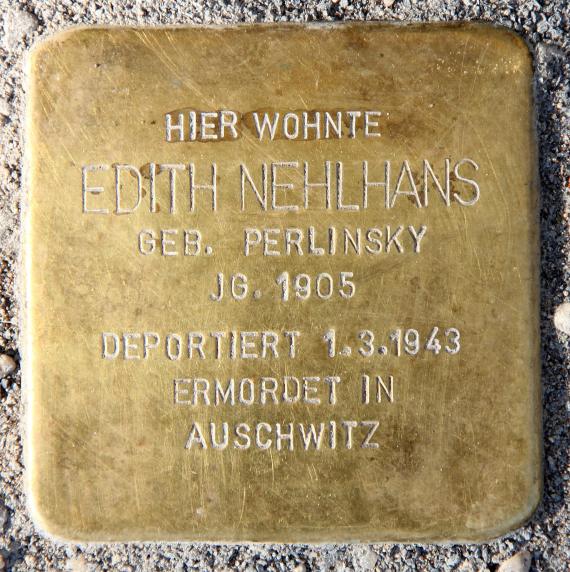 HIER WOHNTE
EDITH NEHLHANS
GEB. PERLINSKY
JG. 1905
DEPORTIERT 1.3.1943
ERMORDET IN
AUSCHWITZ